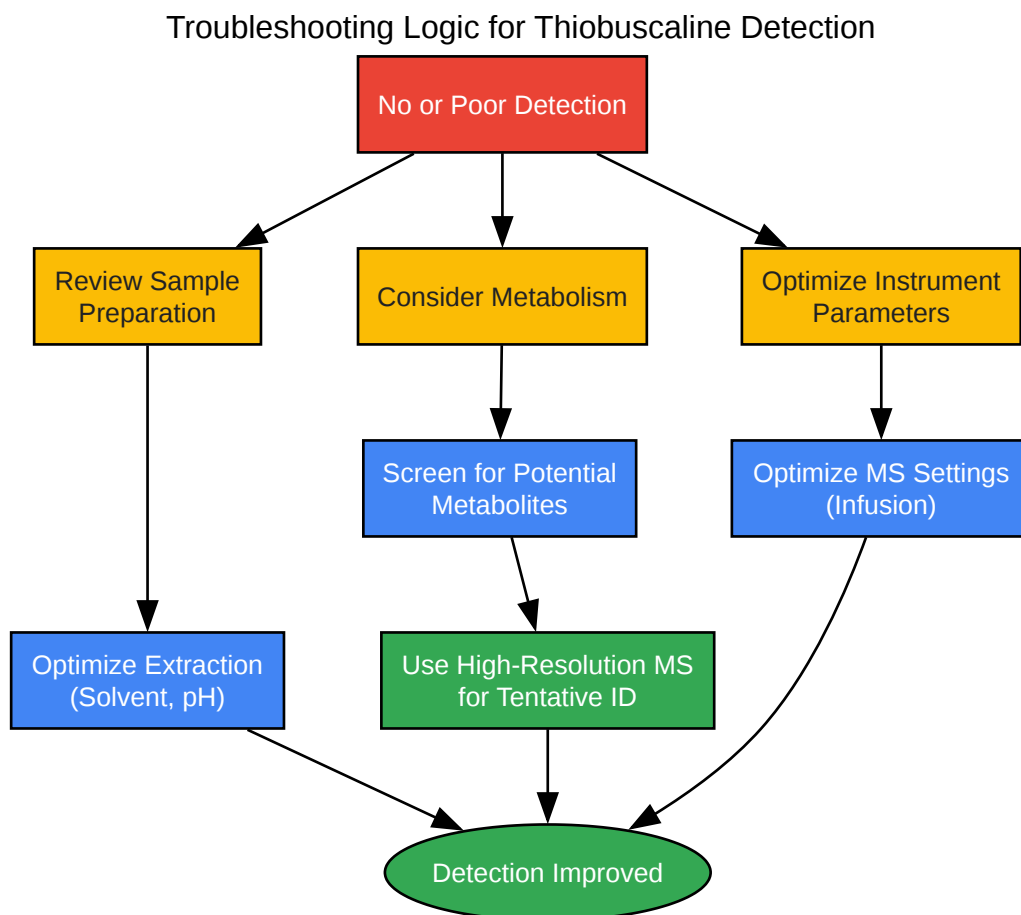 Troubleshooting Logic for Thiobuscaline Detection
No or Poor Detection
Review Sample
Preparation
Consider Metabolism
Optimize Instrument
Parameters
Screen for Potential
Metabolites
Optimize MS Settings
(Infusion)
Optimize Extraction
(Solvent, pH)
Use High-Resolution MS
for Tentative ID
Detection Improved